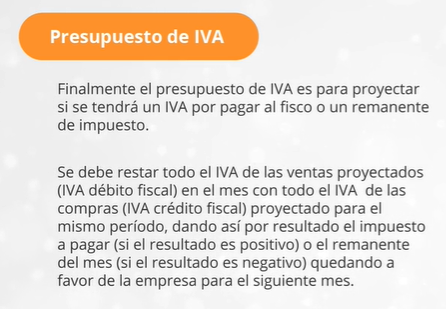 Presupuesto de IVA
Finalmente el presupuesto de IVA es para proyectar
si se tendrá un IVA por pagar al fisco o un remanente
de impuesto.
Se debe restar todo el IVA de las ventas proyectados
(IVA débito fiscal) en el mes con todo el IVA de las
compras (IVA crédito fiscal) proyectado para el
mismo período, dando así por resultado el impuesto
a pagar (si el resultado es positivo) o el remanente
del mes (si el resultado es negativo) quedando a
favor de la empresa para el siguiente mes.